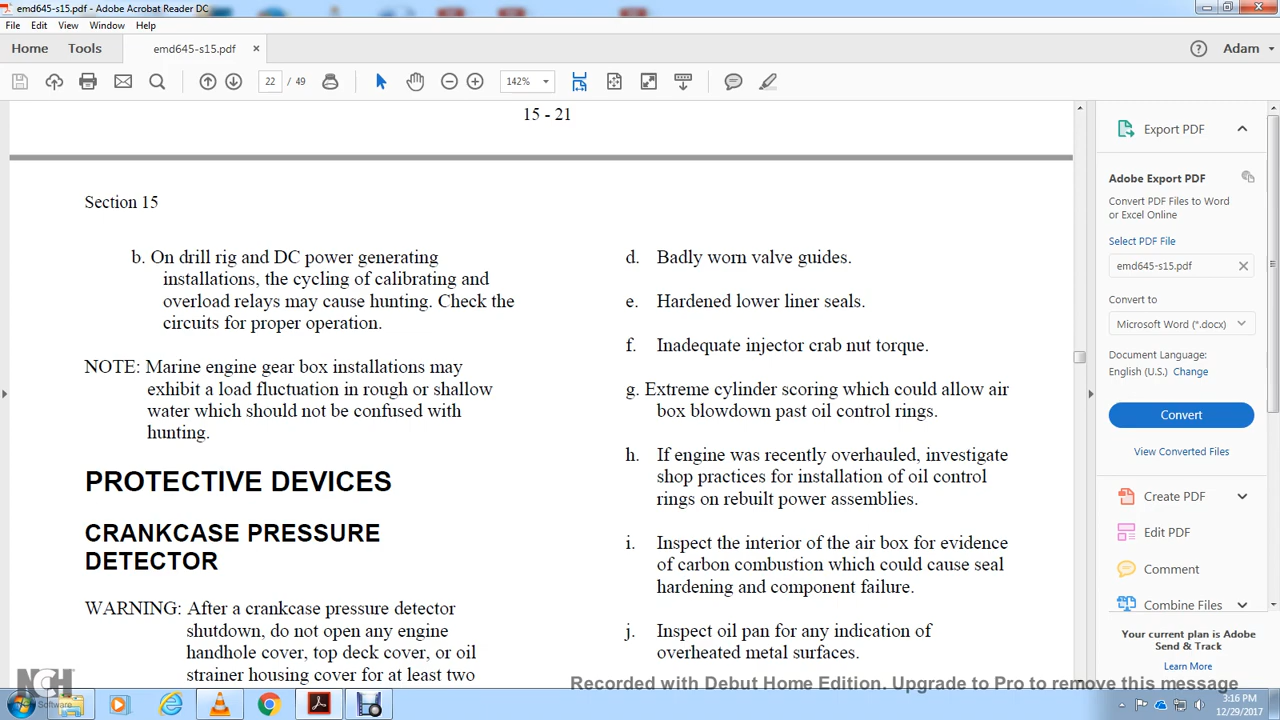 emd645-s15.pdf - Adobe Acrobat Reader DC
File Edit View Window Help
Home Tools emd645-s15.pdf × Adam
22 / 49 142%
15 - 21
Section 15
b. On drill rig and DC power generating
installations, the cycling of calibrating and
overload relays may cause hunting. Check the
circuits for proper operation.
NOTE: Marine engine gear box installations may
exhibit a load fluctuation in rough or shallow
water which should not be confused with
hunting.
PROTECTIVE DEVICES
CRANKCASE PRESSURE
DETECTOR
WARNING: After a crankcase pressure detector
shutdown, do not open any engine
handhole cover, top deck cover, or oil
strainer housing cover for at least two
d. Badly worn valve guides.
e. Hardened lower liner seals.
f. Inadequate injector crab nut torque.
g. Extreme cylinder scoring which could allow air
box blowdown past oil control rings.
h. If engine was recently overhauled, investigate
shop practices for installation of oil control
rings on rebuilt power assemblies.
i. Inspect the interior of the air box for evidence
of carbon combustion which could cause seal
hardening and component failure.
j. Inspect oil pan for any indication of
overheated metal surfaces.
Export PDF
Adobe Export PDF
Convert PDF Files to Word
or Excel Online
Select PDF File
emd645-s15.pdf
Convert to
Microsoft Word (*.docx)
Document Language:
English (U.S.) Change
Convert
View Converted Files
Create PDF
Edit PDF
Comment
Combine Files
Your current plan is Adobe
Send & Track
Learn More
NCH
Software
Recorded with Debut Home Edition. Upgrade to Pro to remove this message
3:16 PM
12/29/2017